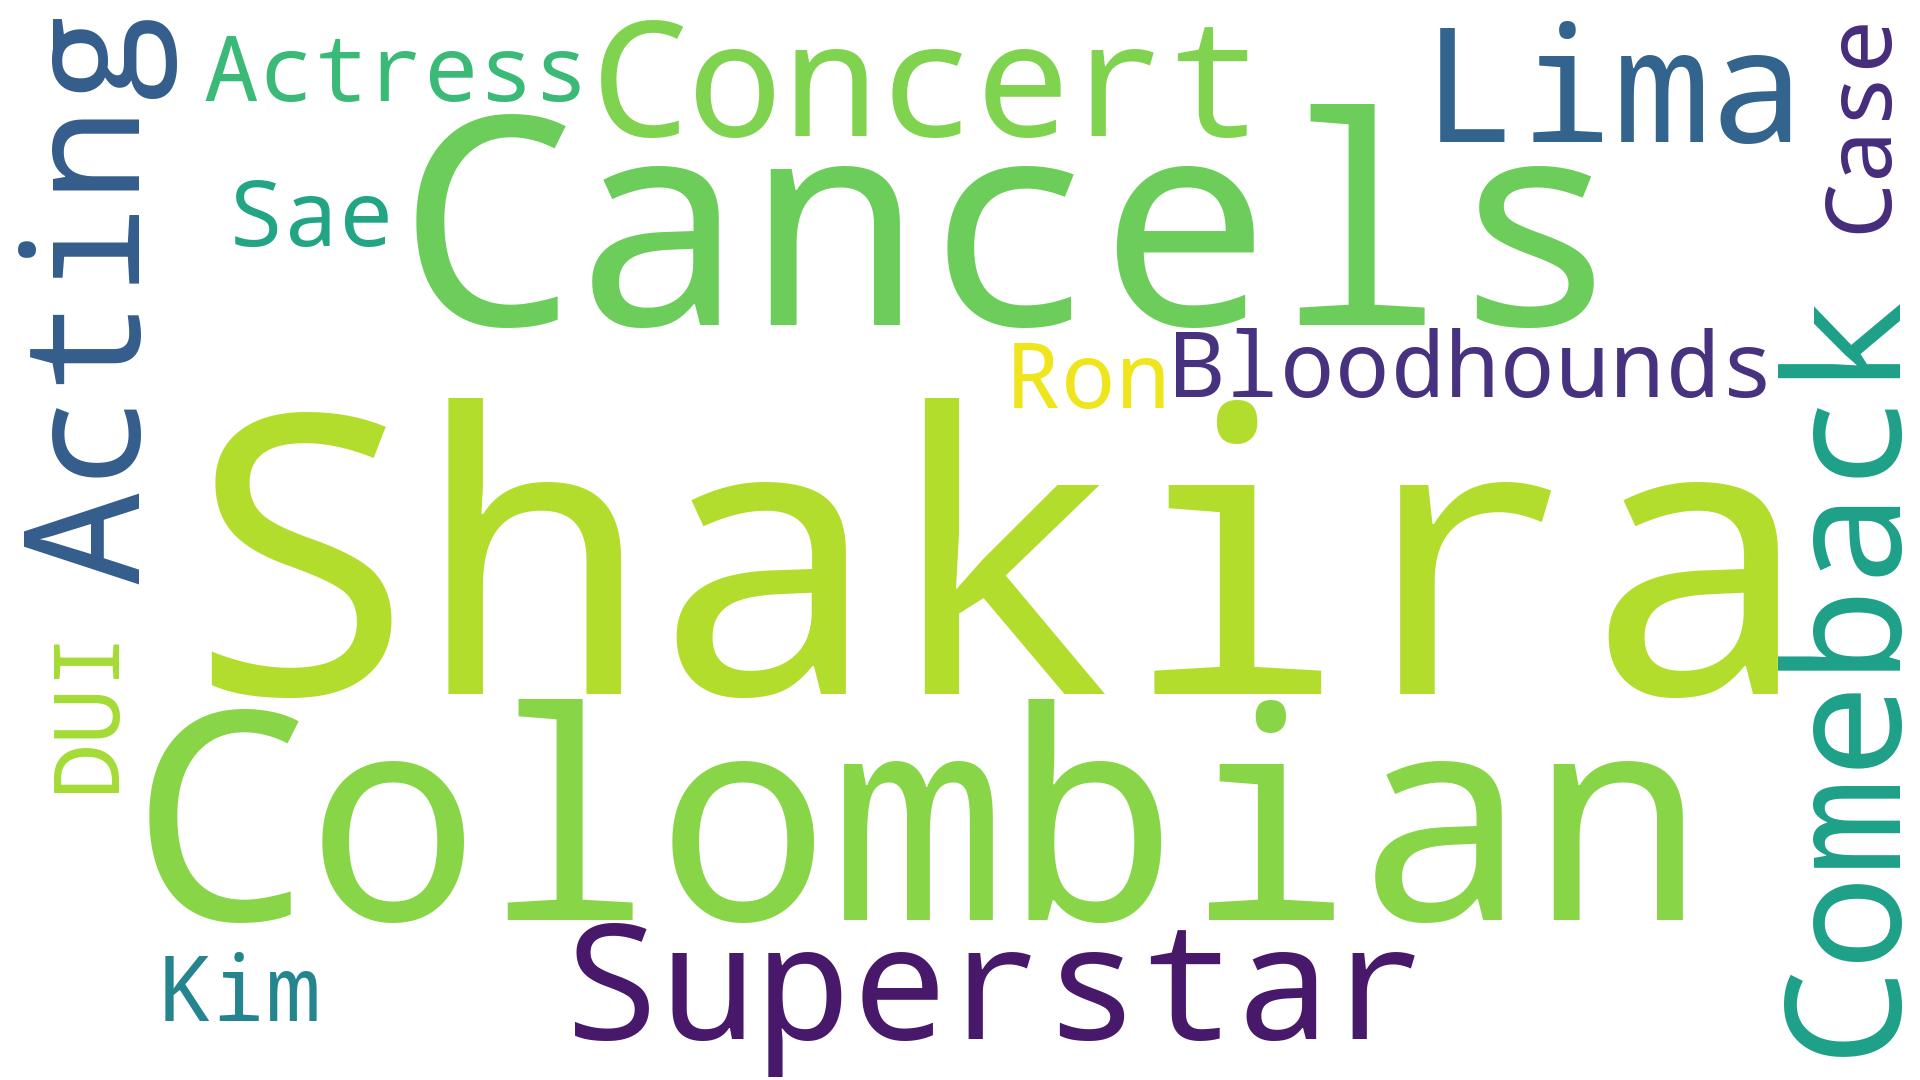 Acting
Actress
Concert
Lima
Case
Sae
Cancels
Ron
Bloodhounds
Comeback
Shakira
DUI
Colombian
Kim
Superstar